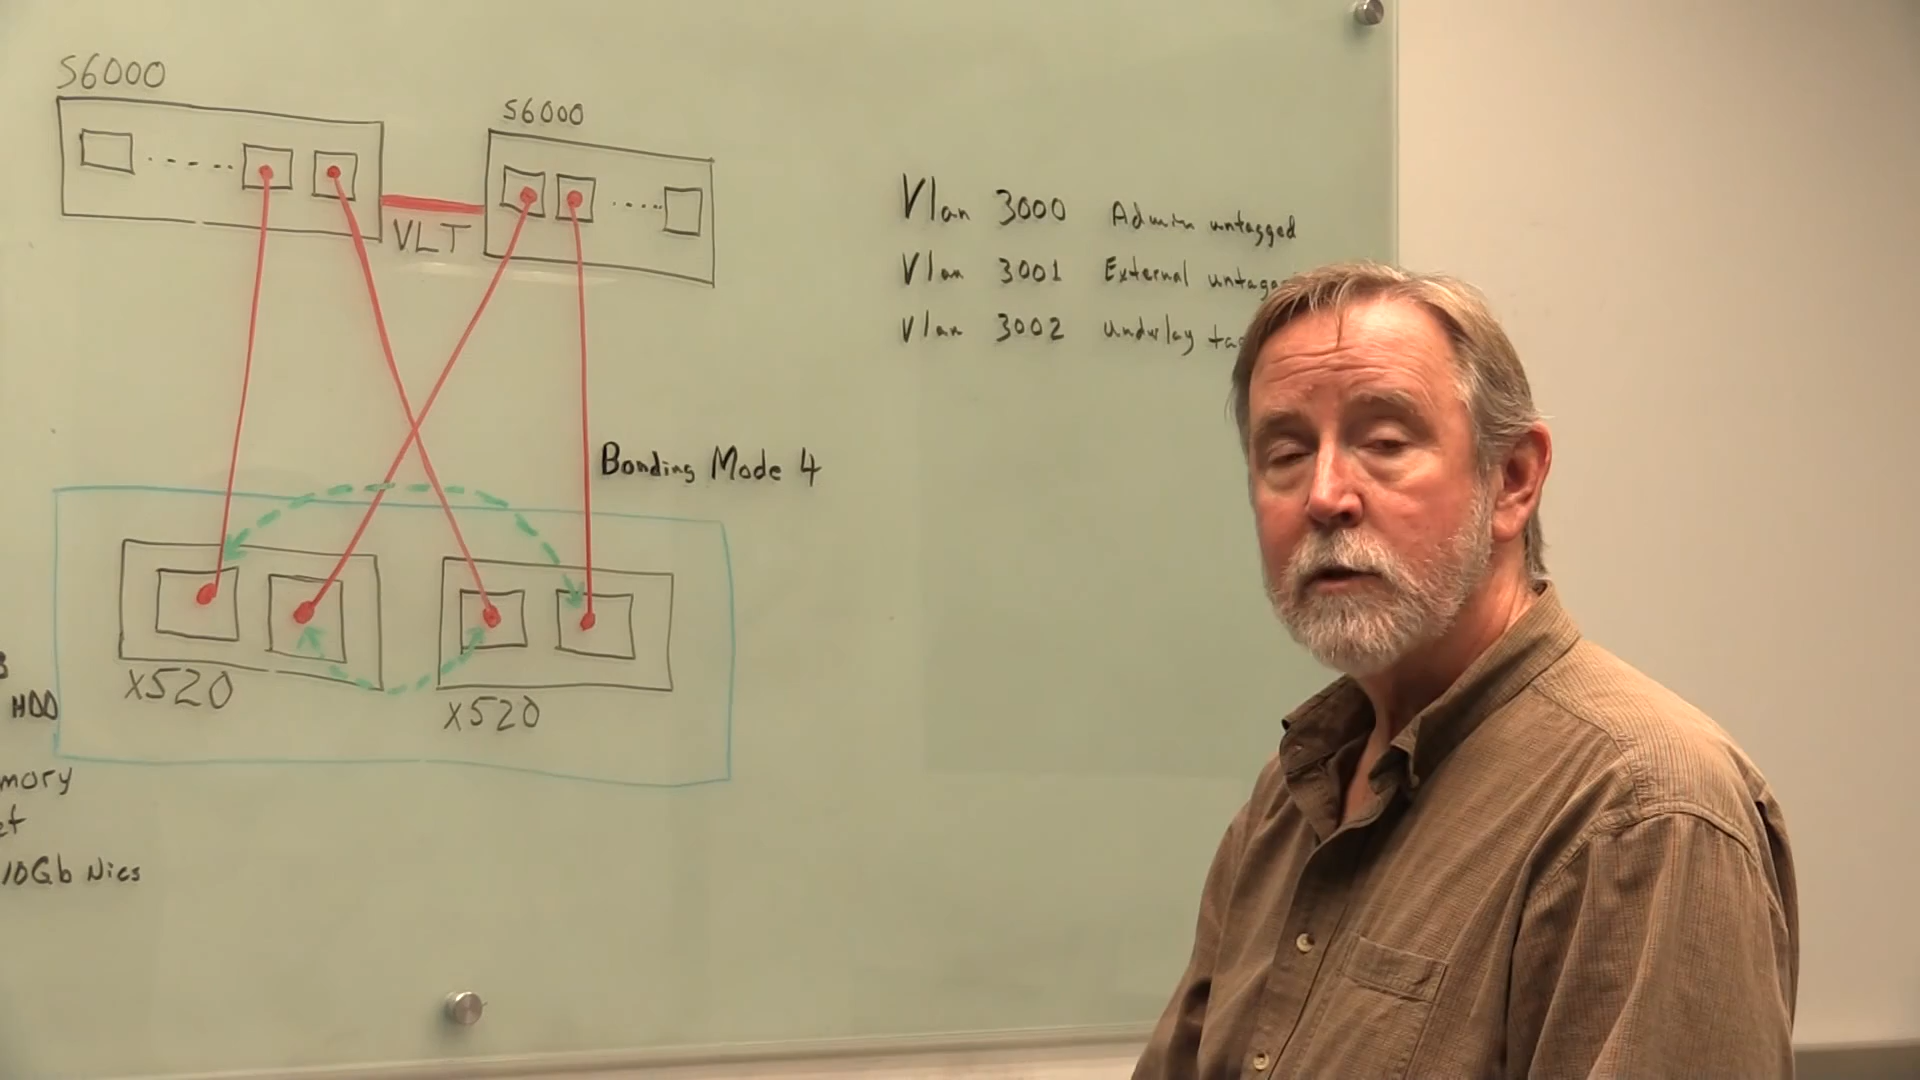 S6000
S6000
VLT
Vlan 3000 Admin untagged
Vlan 3001 External
Vlan 3002 Underlay
Bonding Mode 4
X520
X520
HDD
10Gb Nics